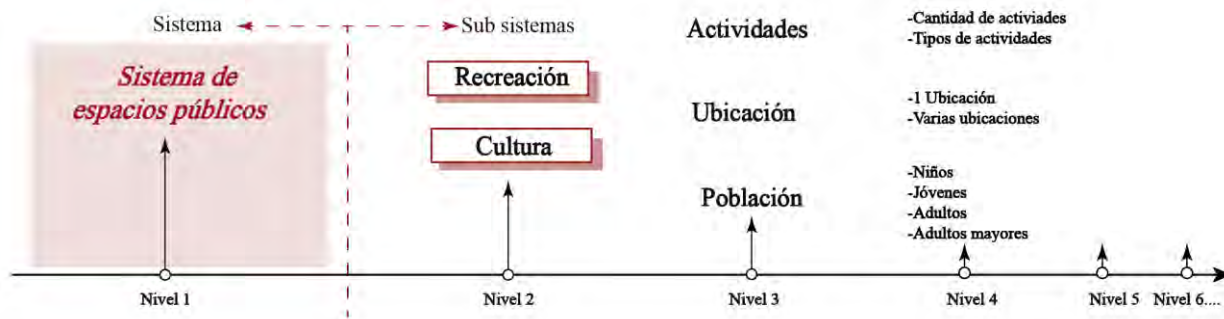 Sistema
Sub sistemas
Sistema de
espacios públicos
Recreación
Cultura
Actividades
Ubicación
Población
-Cantidad de activiades
-Tipos de actividades
-1 Ubicación
-Varias ubicaciones
-Niños
-Jóvenes
-Adultos
-Adultos mayores
Nivel 1
Nivel 2
Nivel 3
Nivel 4
Nivel 5
Nivel 6....